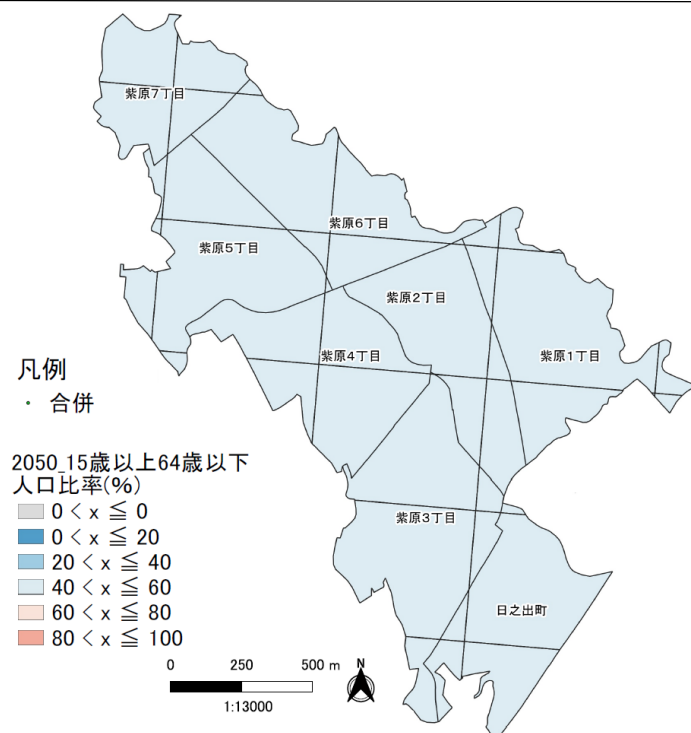 紫原7丁目
紫原6丁目
紫原5丁目
紫原2丁目
紫原4丁目
紫原1丁目
凡例
合併
2050_15歳以上64歳以下
人口比率(%)
0 < x ≦ 0
0 < x ≦ 20
20 < x ≦ 40
40 < x ≦ 60
60 < x ≦ 80
80 < x ≦ 100
紫原3丁目
日之出町
0 250 500 m
N
1:13000